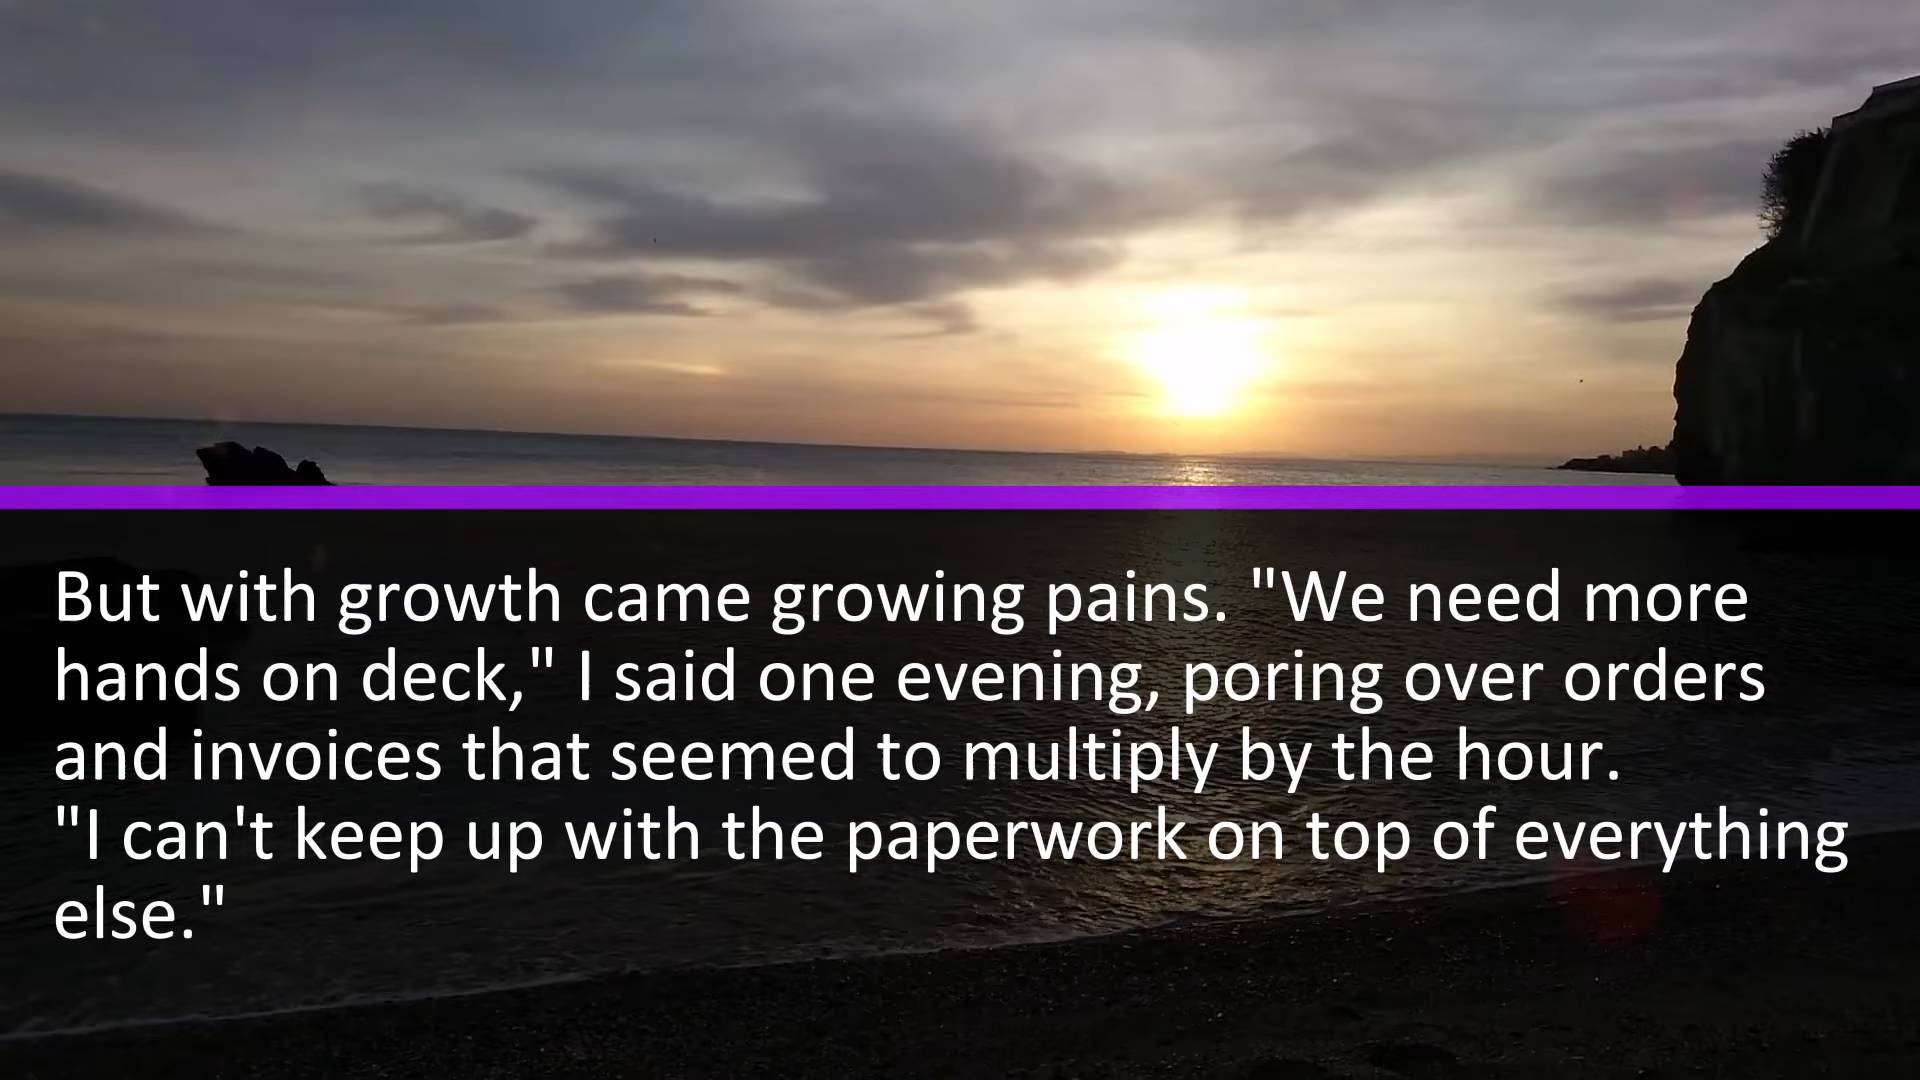 But with growth came growing pains. "We need more
hands on deck," I said one evening, poring over orders
and invoices that seemed to multiply by the hour.
"I can't keep up with the paperwork on top of everything
else."